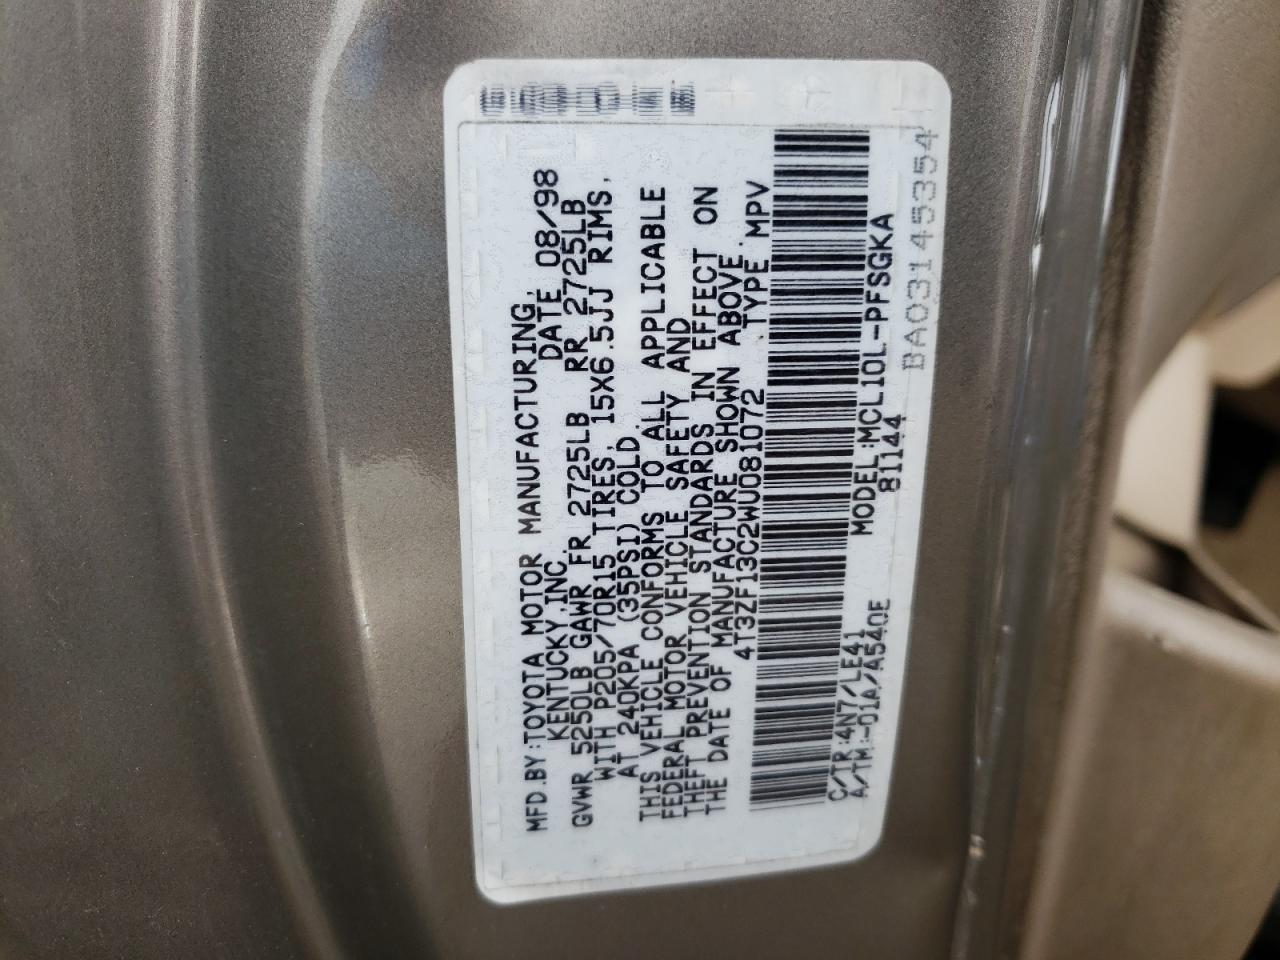 MFD.BY:TOYOTA MOTOR MANUFACTURING,
KENTUCKY,INC. DATE 08/98
GVWR 5250LB GAWR FR 2725LB RR 2725LB
WITH P205/70R15 TIRES, 15X6.5JJ RIMS,
AT 240KPA (35PSI) COLD.
THIS VEHICLE CONFORMS TO ALL APPLICABLE
FEDERAL MOTOR VEHICLE SAFETY AND
THEFT PREVENTION STANDARDS IN EFFECT ON
THE DATE OF MANUFACTURE SHOWN ABOVE.
4T3ZF13C2WU081072 TYPE MPV
C/TR:4N7/LE41 MODEL:MCL10L-PFSGKA
A/TM:-01A/A540E 81144
BA03145354